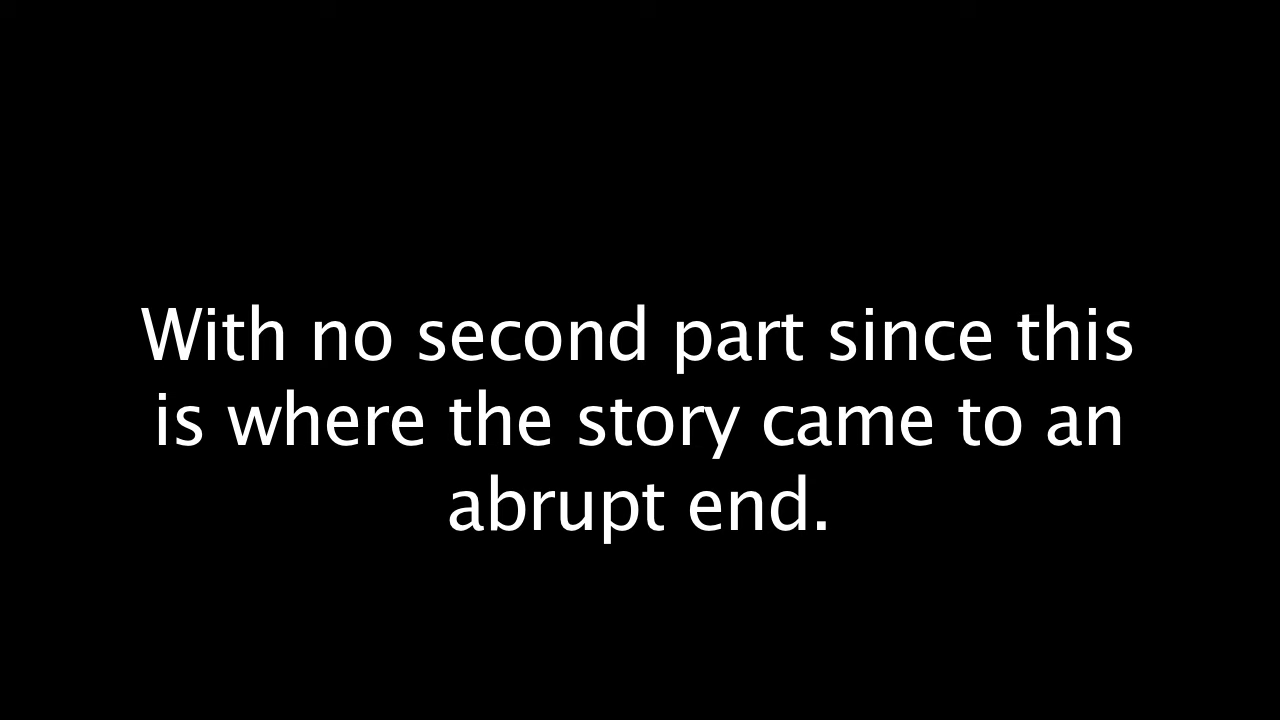 With no second part since this
is where the story came to an
abrupt end.